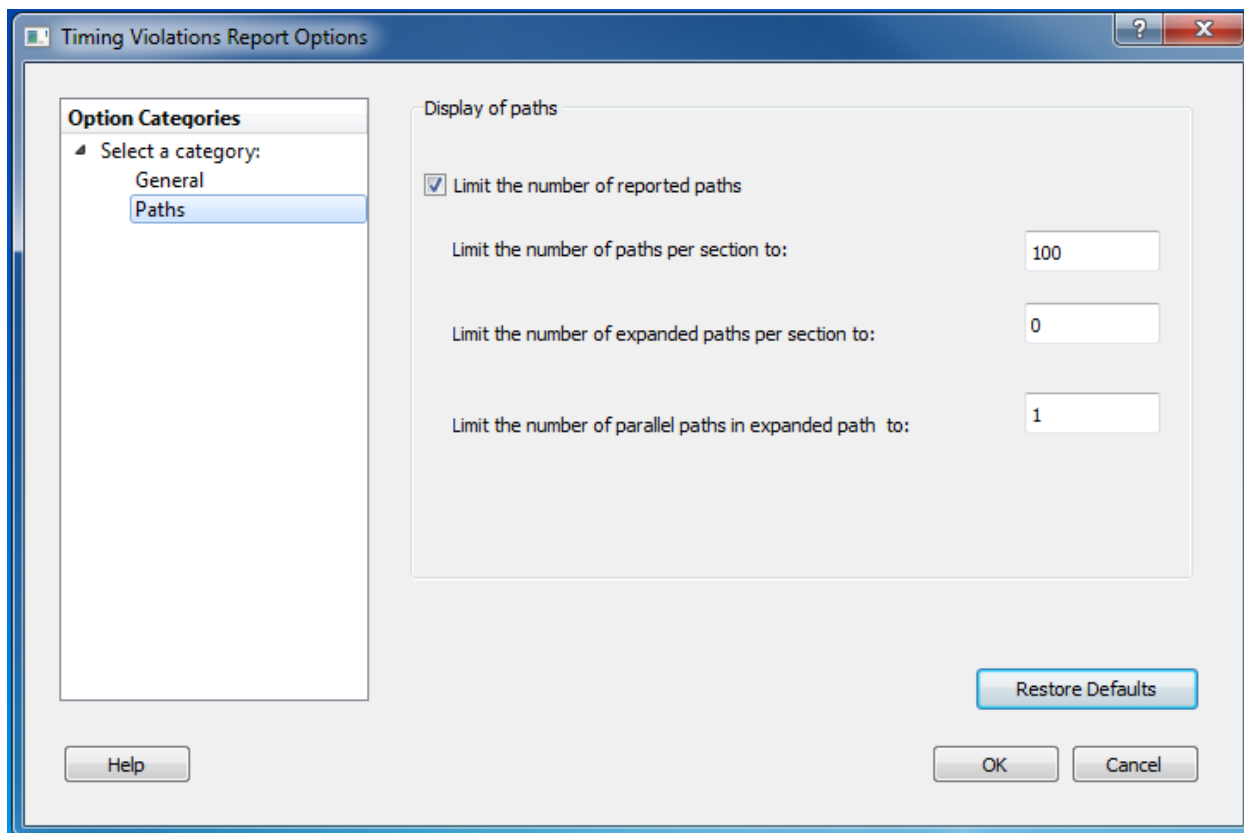 Timing Violations Report Options
?
Option Categories
Select a category:
General
Paths
Display of paths
Limit the number of reported paths
Limit the number of paths per section to:
100
Limit the number of expanded paths per section to:
0
Limit the number of parallel paths in expanded path  to:
1
Restore Defaults
Help
OK
Cancel